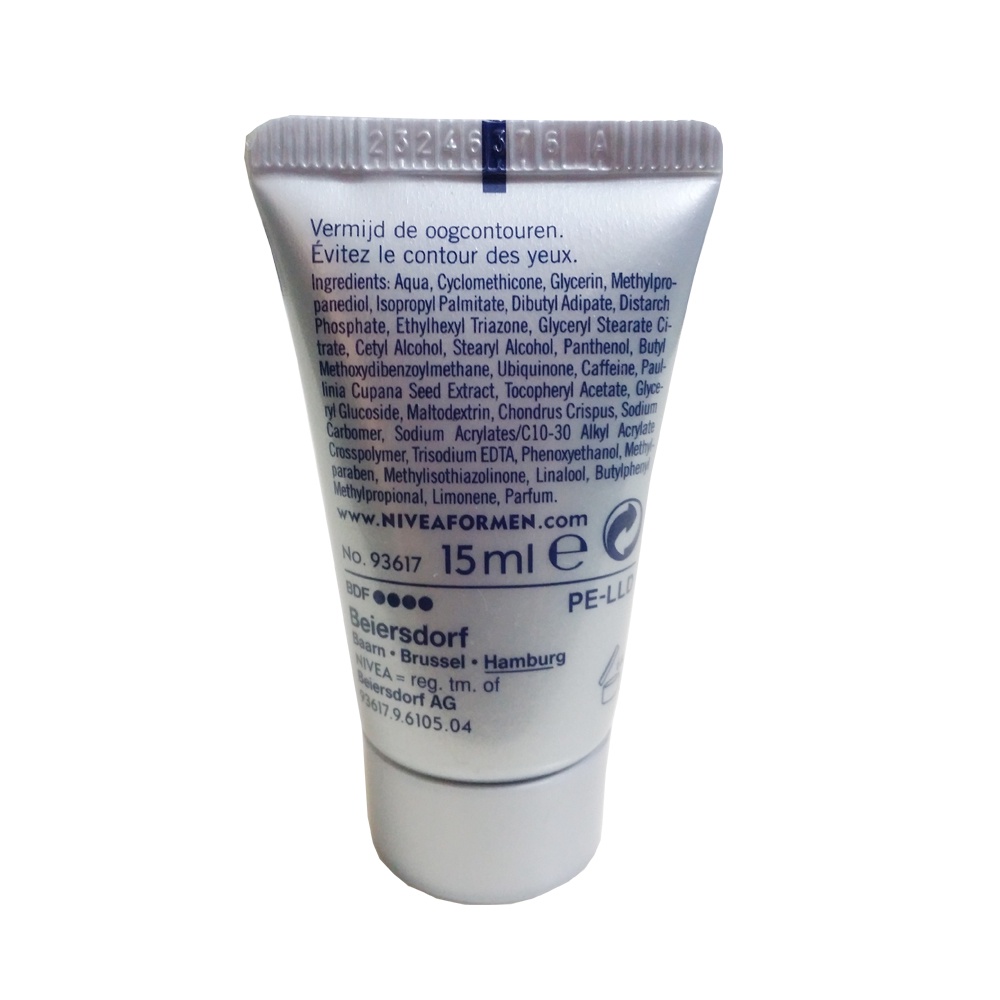 23246376 A
Vermijd de oogcontouren.
Évitez le contour des yeux.
Ingredients: Aqua, Cyclomethicone, Glycerin, Methylpro-
panediol, Isopropyl Palmitate, Dibutyl Adipate, Distarch
Phosphate, Ethylhexyl Triazone, Glyceryl Stearate Ci-
trate, Cetyl Alcohol, Stearyl Alcohol, Panthenol, Butyl
Methoxydibenzoylmethane, Ubiquinone, Caffeine, Paul-
linia Cupana Seed Extract, Tocopheryl Acetate, Glyce-
ryl Glucoside, Maltodextrin, Chondrus Crispus, Sodium
Carbomer, Sodium Acrylates/C10-30 Alkyl Acrylate
Crosspolymer, Trisodium EDTA, Phenoxyethanol, Methyl-
paraben, Methylisothiazolinone, Linalool, Butylphenyl
Methylpropional, Limonene, Parfum.
www.NIVEAFORMEN.com
No. 93617 15ml e
BDF●●●● PE-LLD
Beiersdorf
Baarn • Brussel • Hamburg
NIVEA = reg. tm. of
Beiersdorf AG
93617.9.6105.04